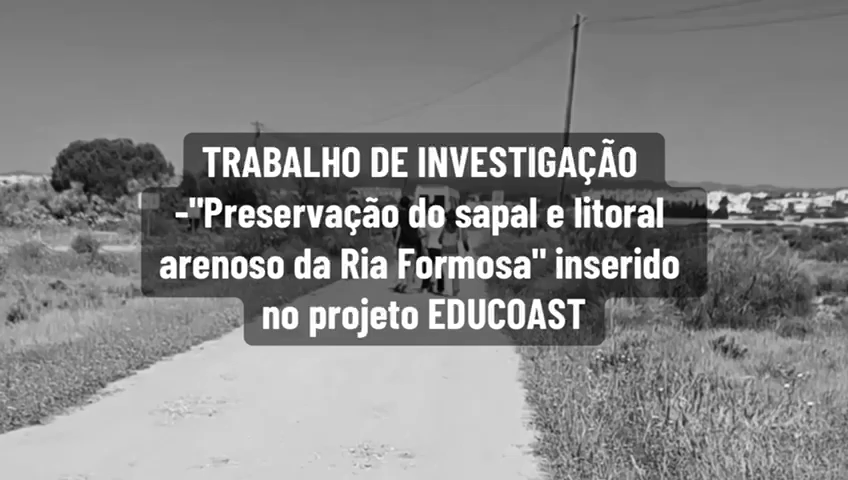 TRABALHO DE INVESTIGAÇÃO
-"Preservação do sapal e litoral
arenoso da Ria Formosa" inserido
no projeto EDUCOAST